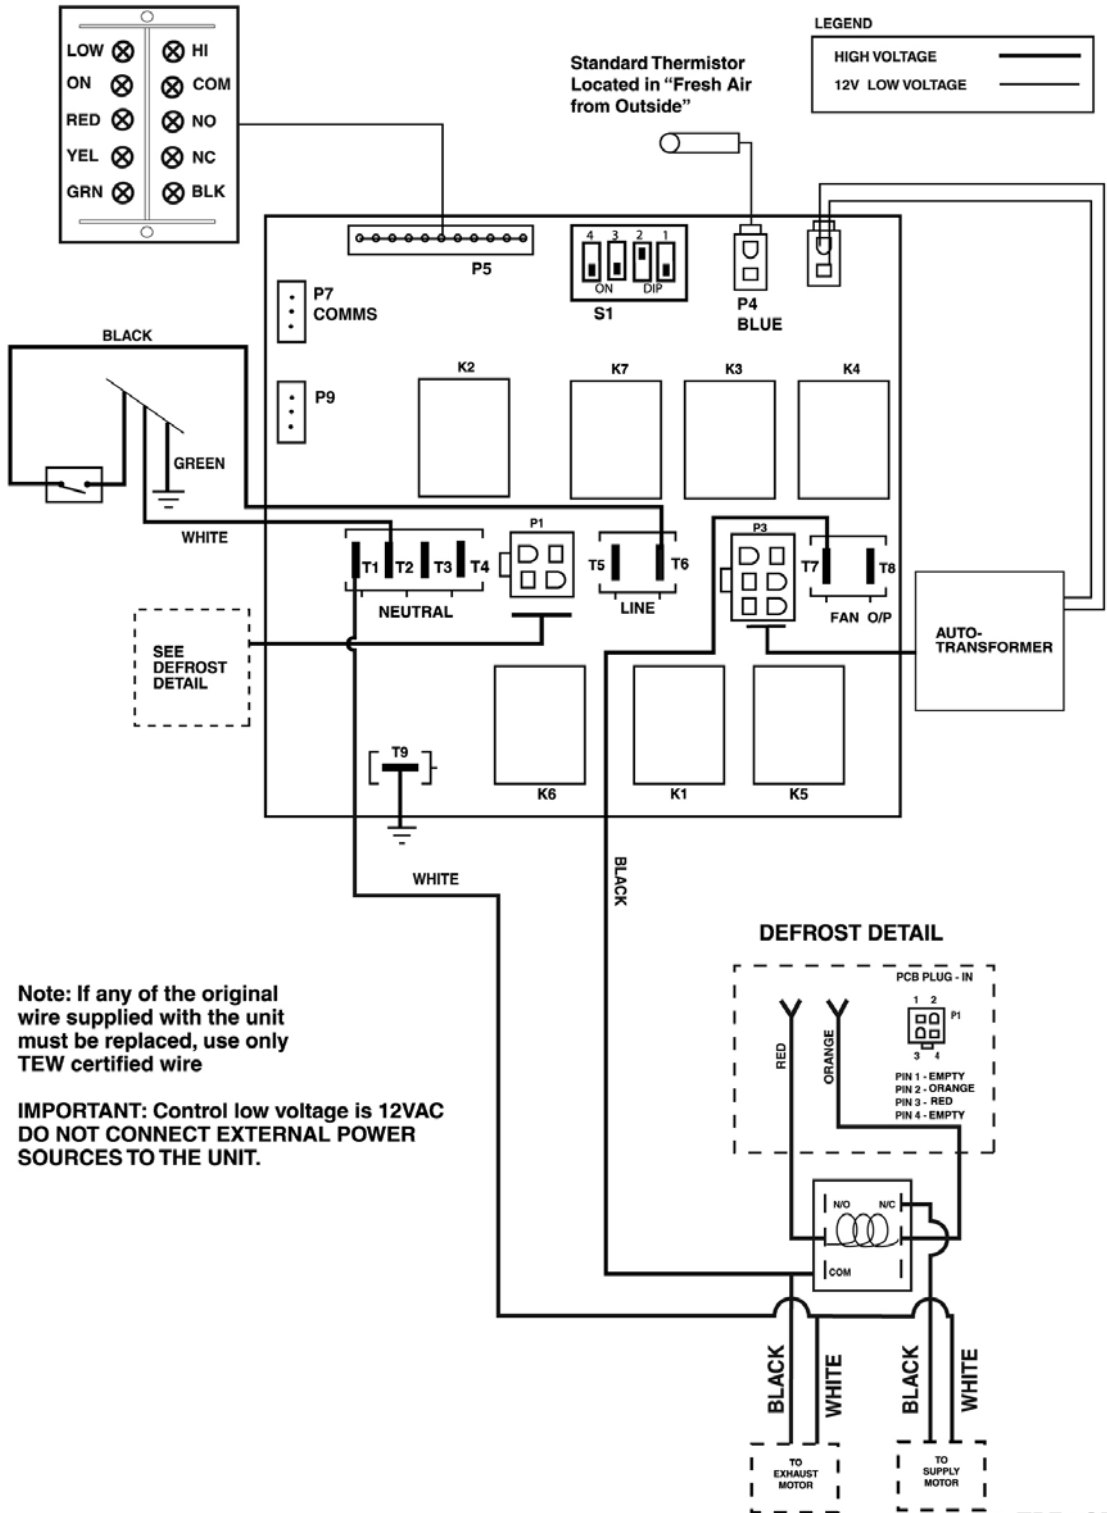 LEGEND
HIGH VOLTAGE
12V LOW VOLTAGE
LOW
HI
ON
COM
RED
NO
YEL
NC
GRN
BLK
Standard Thermistor
Located in “Fresh Air
from Outside”
P5
4 3 2 1
ON DIP
S1
P4
BLUE
P7
COMMS
P9
BLACK
GREEN
WHITE
K2
K7
K3
K4
T1
T2
T3
T4
NEUTRAL
P1
T5
T6
LINE
P3
T7
T8
FAN O/P
SEE
DEFROST
DETAIL
AUTO-
TRANSFORMER
T9
K6
K1
K5
WHITE
BLACK
DEFROST DETAIL
PCB PLUG - IN
1 2
P1
3 4
RED
ORANGE
PIN 1 - EMPTY
PIN 2 - ORANGE
PIN 3 - RED
PIN 4 - EMPTY
Note: If any of the original
wire supplied with the unit
must be replaced, use only
TEW certified wire
IMPORTANT: Control low voltage is 12VAC
DO NOT CONNECT EXTERNAL POWER
SOURCES TO THE UNIT.
N/O
N/C
COM
BLACK
WHITE
BLACK
WHITE
TO
EXHAUST
MOTOR
TO
SUPPLY
MOTOR